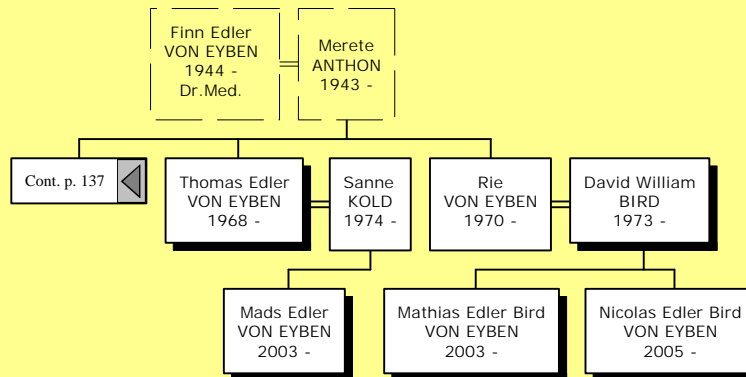 Finn Edler
VON EYBEN
1944 -
Dr.Med.
Merete
ANTHON
1943 -
Cont. p. 137
Thomas Edler
VON EYBEN
1968 -
Sanne
KOLD
1974 -
Rie
VON EYBEN
1970 -
David William
BIRD
1973 -
Mads Edler
VON EYBEN
2003 -
Mathias Edler Bird
VON EYBEN
2003 -
Nicolas Edler Bird
VON EYBEN
2005 -